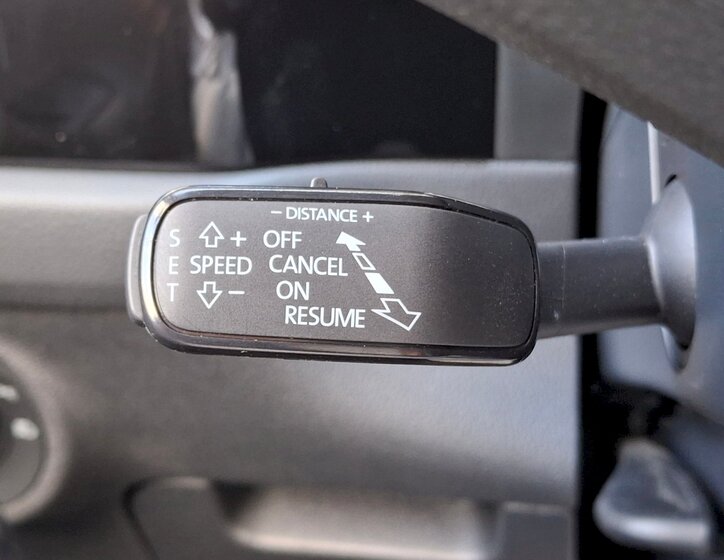 − DISTANCE +
S + OFF
E SPEED CANCEL
T − ON
RESUME